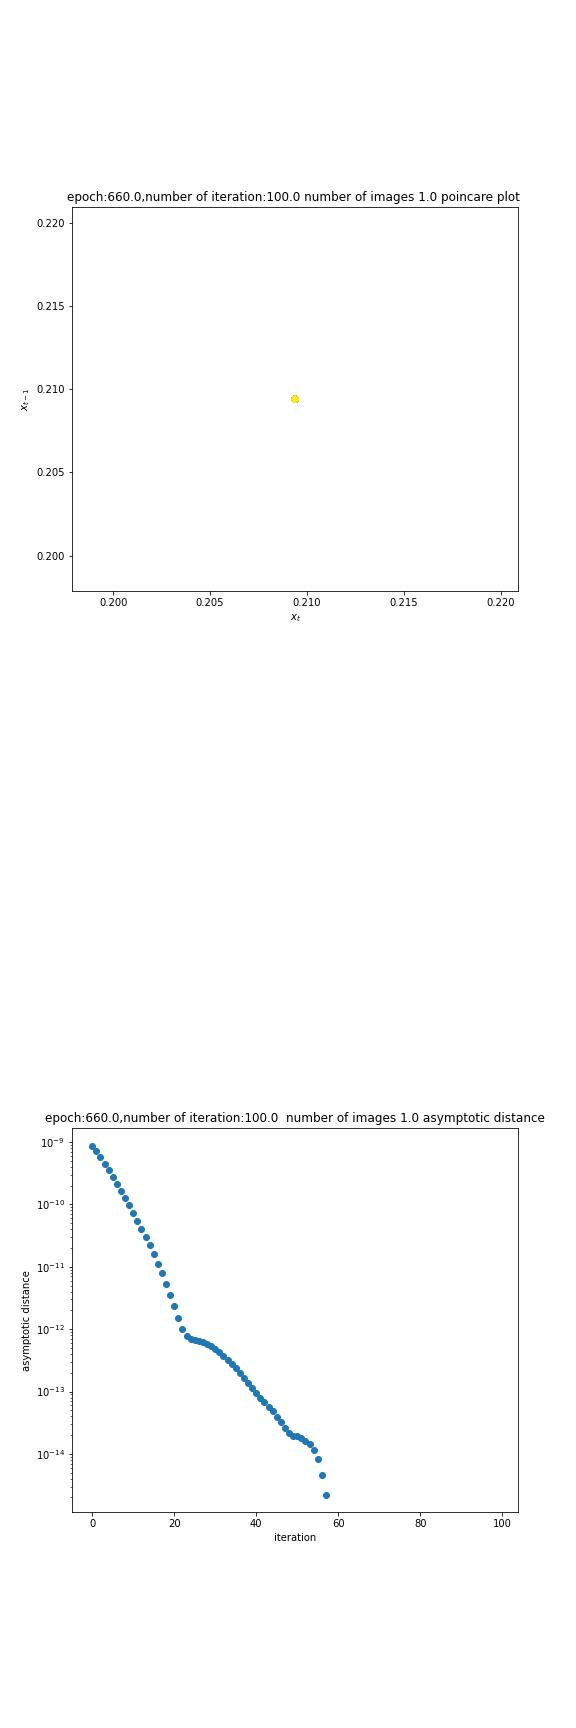 epoch:660.0,number of iteration:100.0 number of images 1.0 poincare plot
0.220
0.215
0.210
0.205
0.200
x_{t-1}
0.200 0.205 0.210 0.215 0.220
x_t
epoch:660.0,number of iteration:100.0  number of images 1.0 asymptotic distance
10^{-9}
10^{-10}
10^{-11}
10^{-12}
10^{-13}
10^{-14}
asymptotic distance
0 20 40 60 80 100
iteration